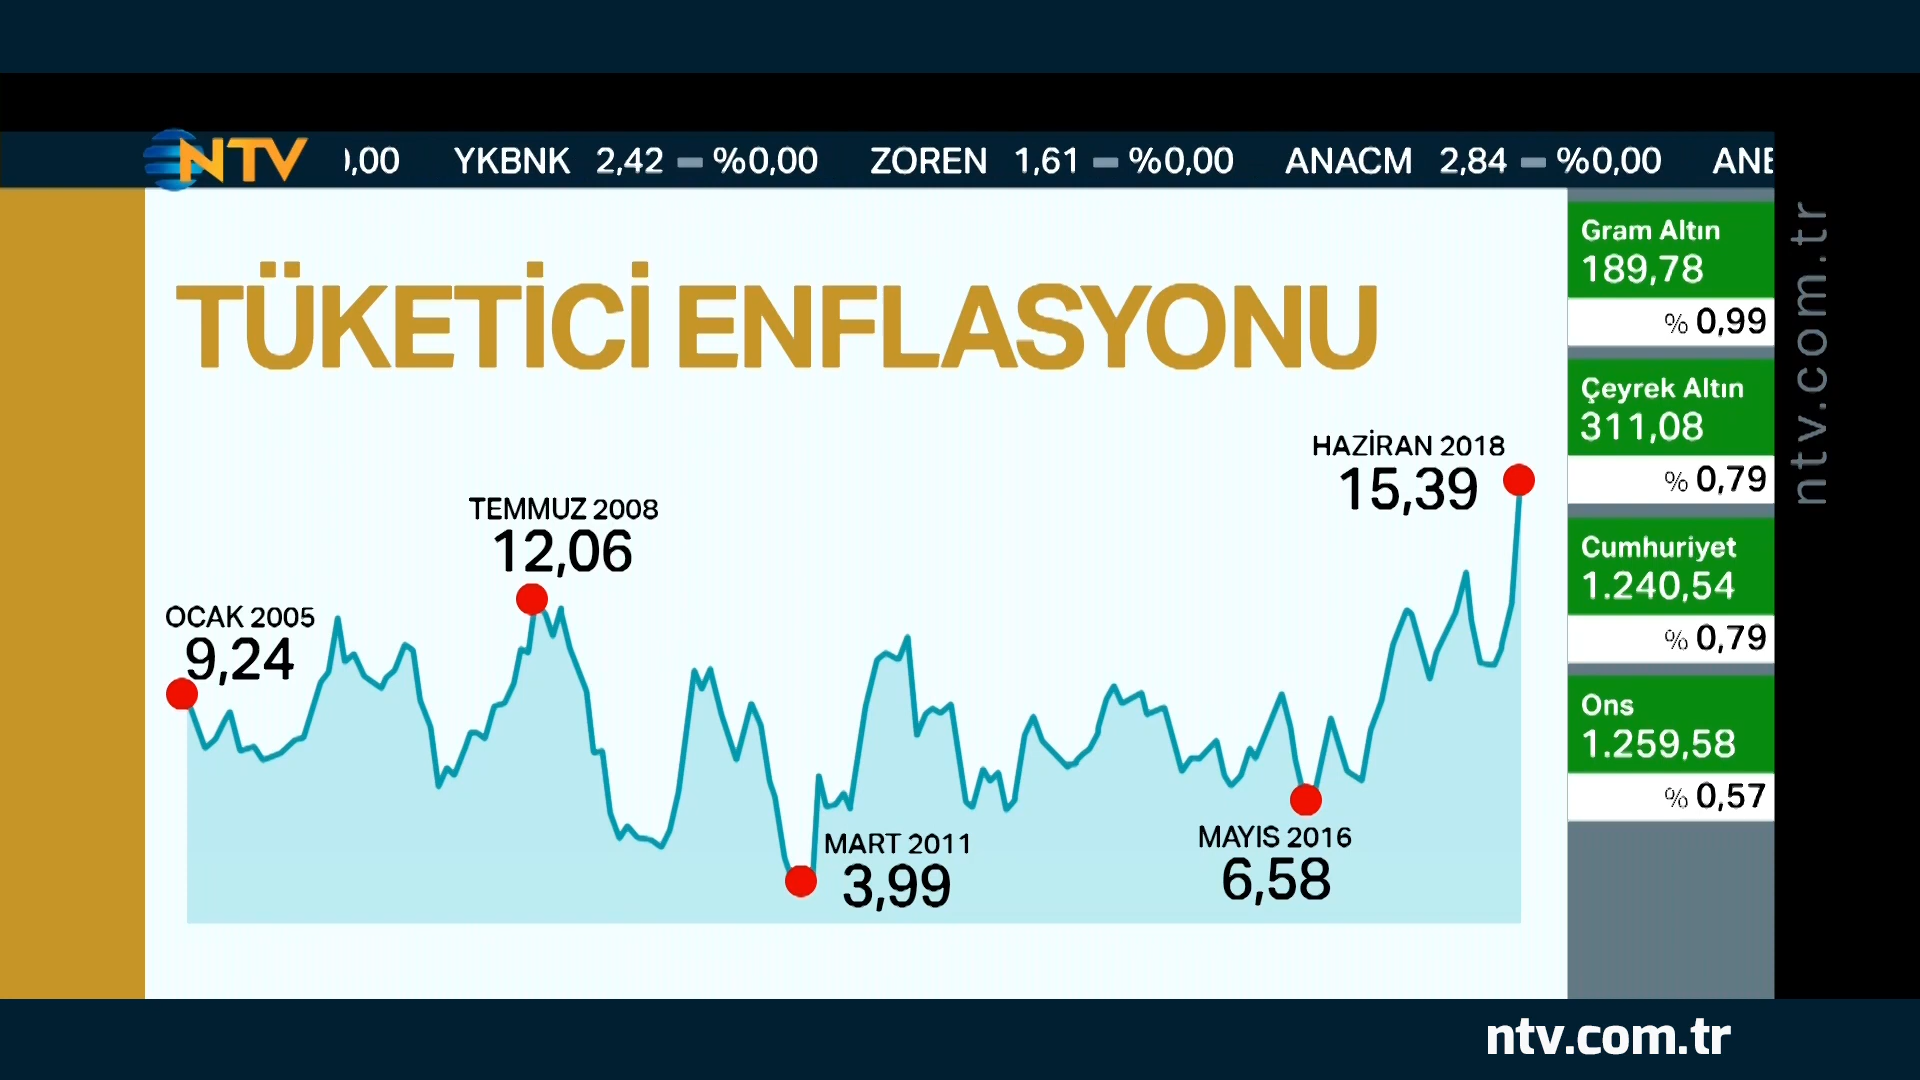 NTV
,00 YKBNK 2,42 %0,00 ZOREN 1,61 %0,00 ANACM 2,84 %0,00
TÜKETİCİ ENFLASYONU
OCAK 2005
9,24
TEMMUZ 2008
12,06
MART 2011
3,99
MAYIS 2016
6,58
HAZİRAN 2018
15,39
Gram Altın
189,78
% 0,99
Çeyrek Altın
311,08
% 0,79
Cumhuriyet
1.240,54
% 0,79
Ons
1.259,58
% 0,57
ntv.com.tr
ntv.com.tr